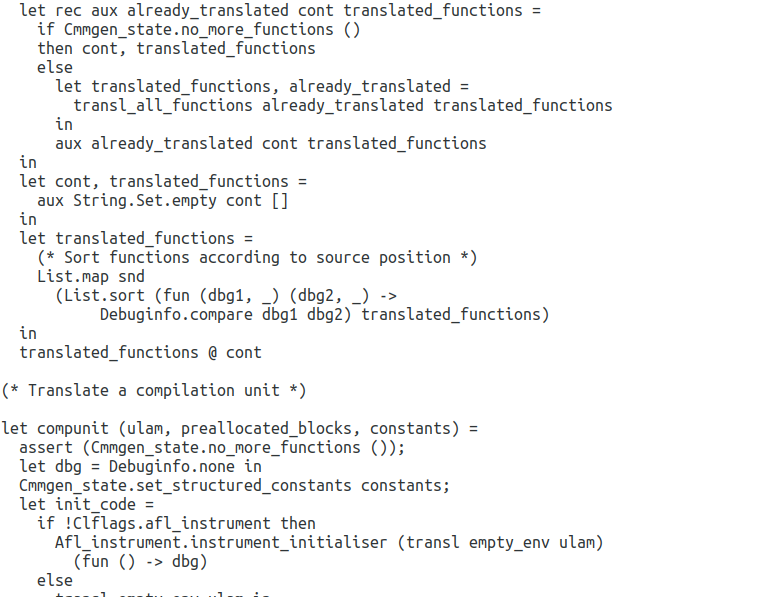 let rec aux already_translated cont translated_functions =
if Cmmgen_state.no_more_functions ()
then cont, translated_functions
else
let translated_functions, already_translated =
transl_all_functions already_translated translated_functions
in
aux already_translated cont translated_functions
in
let cont, translated_functions =
aux String.Set.empty cont []
in
let translated_functions =
(* Sort functions according to source position *)
List.map snd
(List.sort (fun (dbg1, _) (dbg2, _) ->
Debuginfo.compare dbg1 dbg2) translated_functions)
in
translated_functions @ cont
(* Translate a compilation unit *)
let compunit (ulam, preallocated_blocks, constants) =
assert (Cmmgen_state.no_more_functions ());
let dbg = Debuginfo.none in
Cmmgen_state.set_structured_constants constants;
let init_code =
if !Clflags.afl_instrument then
Afl_instrument.instrument_initialiser (transl empty_env ulam)
(fun () -> dbg)
else